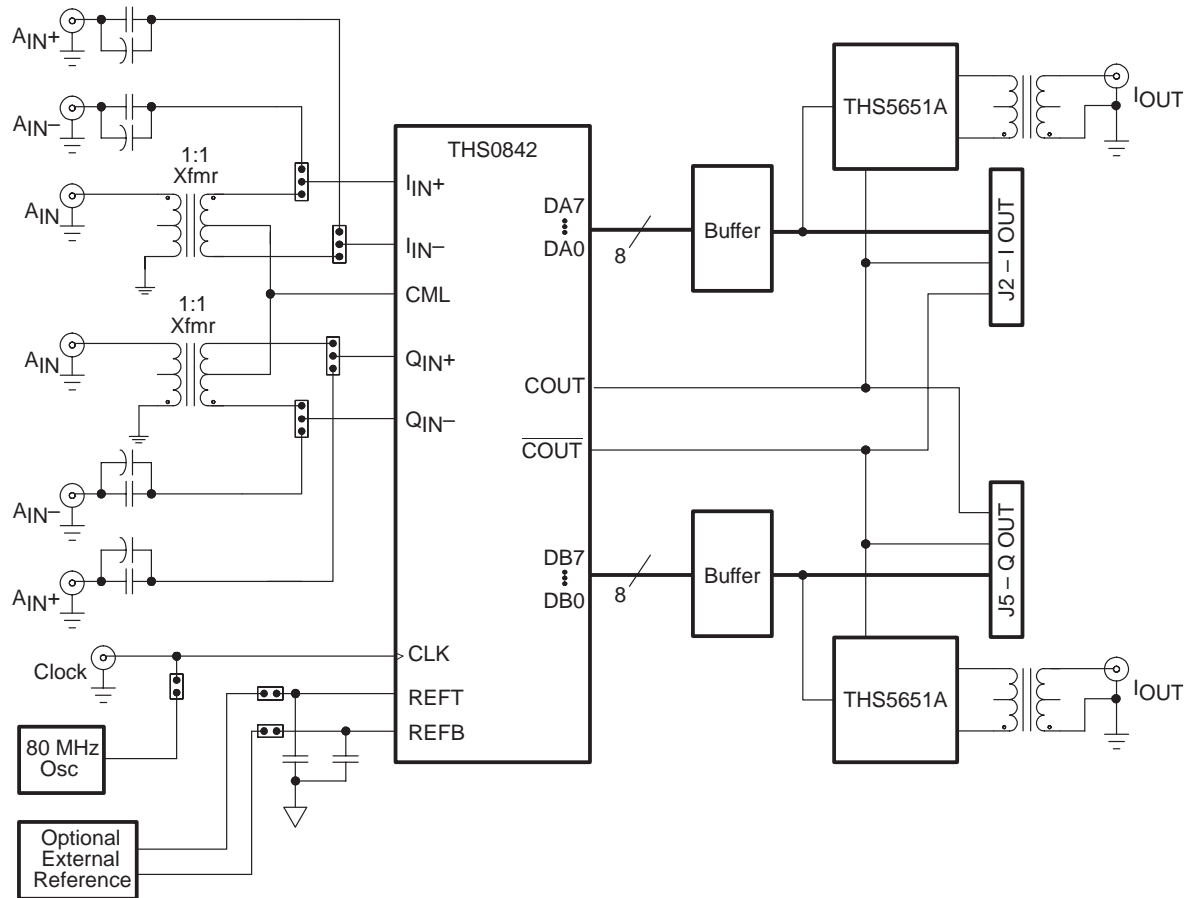 AIN+
AIN–
1:1
Xfmr
AIN
1:1
Xfmr
AIN
AIN–
AIN+
Clock
80 MHz
Osc
Optional
External
Reference
THS0842
IIN+
IIN–
CML
QIN+
QIN–
CLK
REFT
REFB
DA7
DA0
8
COUT
COUT
DB7
DB0
8
Buffer
Buffer
THS5651A
IOUT
J2 – I OUT
J5 – Q OUT
THS5651A
IOUT